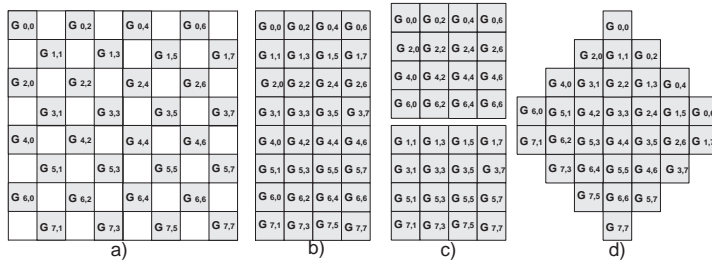 G 0,0 G 0,2 G 0,4 G 0,6
G 1,1 G 1,3 G 1,5 G 1,7
G 2,0 G 2,2 G 2,4 G 2,6
G 3,1 G 3,3 G 3,5 G 3,7
G 4,0 G 4,2 G 4,4 G 4,6
G 5,1 G 5,3 G 5,5 G 5,7
G 6,0 G 6,2 G 6,4 G 6,6
G 7,1 G 7,3 G 7,5 G 7,7
a)
G 0,0 G 0,2 G 0,4 G 0,6
G 1,1 G 1,3 G 1,5 G 1,7
G 2,0 G 2,2 G 2,4 G 2,6
G 3,1 G 3,3 G 3,5 G 3,7
G 4,0 G 4,2 G 4,4 G 4,6
G 5,1 G 5,3 G 5,5 G 5,7
G 6,0 G 6,2 G 6,4 G 6,6
G 7,1 G 7,3 G 7,5 G 7,7
b)
G 0,0 G 0,2 G 0,4 G 0,6
G 2,0 G 2,2 G 2,4 G 2,6
G 4,0 G 4,2 G 4,4 G 4,6
G 6,0 G 6,2 G 6,4 G 6,6
G 1,1 G 1,3 G 1,5 G 1,7
G 3,1 G 3,3 G 3,5 G 3,7
G 5,1 G 5,3 G 5,5 G 5,7
G 7,1 G 7,3 G 7,5 G 7,7
c)
G 0,0
G 2,0 G 1,1 G 0,2
G 4,0 G 3,1 G 2,2 G 1,3 G 0,4
G 6,0 G 5,1 G 4,2 G 3,3 G 2,4 G 1,5 G 0,6
G 7,1 G 6,2 G 5,3 G 4,4 G 3,5 G 2,6 G 1,7
G 7,3 G 6,4 G 5,5 G 4,6 G 3,7
G 7,5 G 6,6 G 5,7
G 7,7
d)